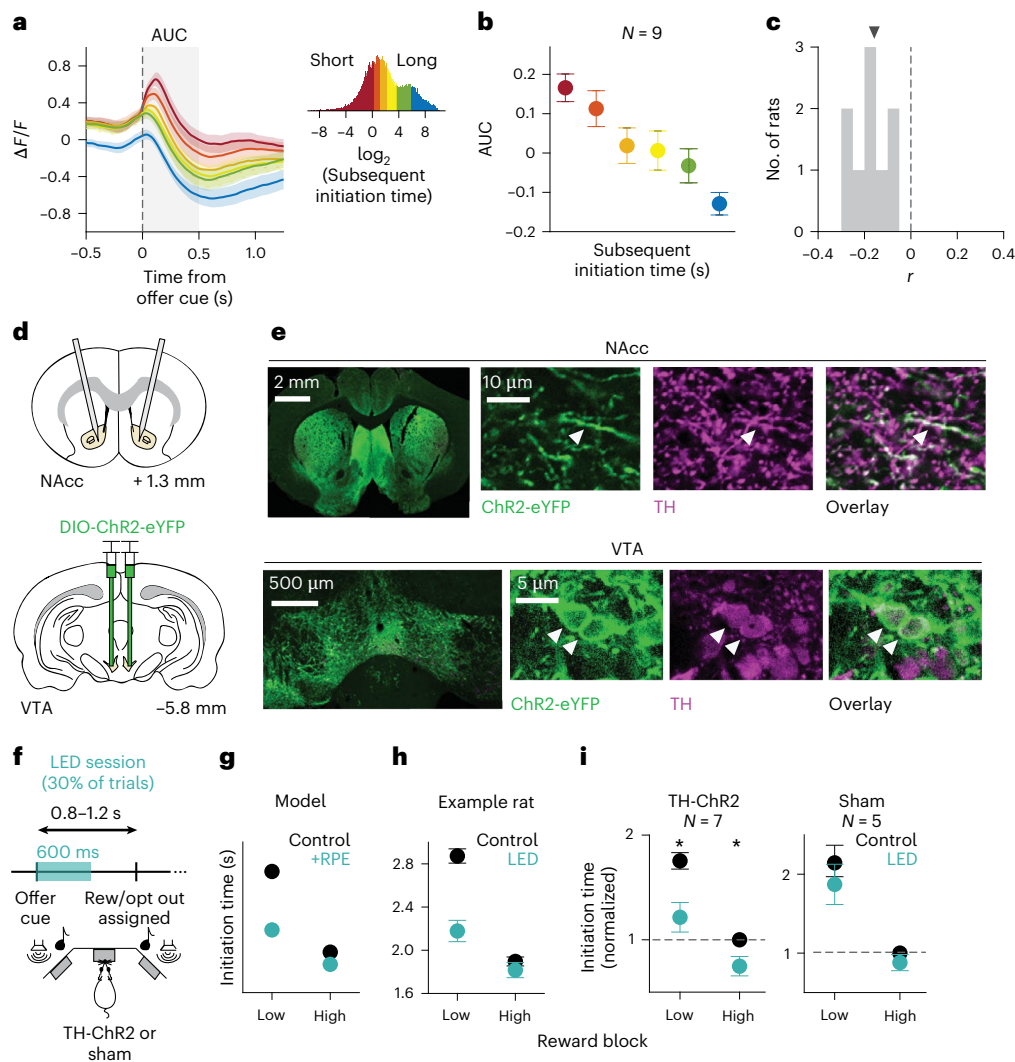 a
AUC
0.8
0.4
0
−0.4
−0.8
ΔF/F
−0.5
0
0.5
1.0
Time from
offer cue (s)
Short
Long
−8
−4
0
4
8
log2
(Subsequent
initiation time)
b
N = 9
0.2
0.1
0
−0.1
−0.2
AUC
Subsequent
initiation time (s)
c
3
2
1
0
No. of rats
−0.4
−0.2
0
0.2
0.4
r
d
NAcc
+ 1.3 mm
DIO-ChR2-eYFP
VTA
−5.8 mm
e
NAcc
2 mm
10 µm
ChR2-eYFP
TH
Overlay
VTA
500 µm
5 µm
ChR2-eYFP
TH
Overlay
f
LED session
(30% of trials)
0.8–1.2 s
600 ms
Offer
cue
Rew/opt out
assigned
TH-ChR2 or
sham
g
Model
Control
+RPE
Initiation time (s)
Low
High
h
Example rat
Control
LED
2.8
2.4
2.0
1.6
Low
High
i
TH-ChR2
N = 7
*
*
2
1
Initiation time
(normalized)
Low
High
Sham
N = 5
Control
LED
2
1
Low
High
Reward block